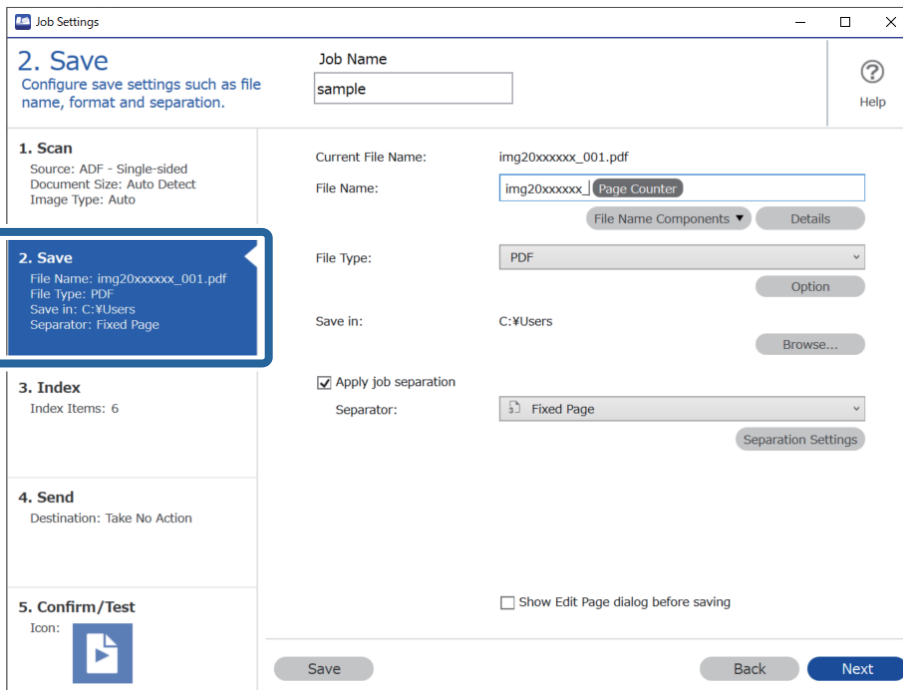 Job Settings
2. Save
Configure save settings such as file
name, format and separation.
Job Name
sample
Help
1. Scan
Source: ADF - Single-sided
Document Size: Auto Detect
Image Type: Auto
2. Save
File Name: img20xxxxxx_001.pdf
File Type: PDF
Save in: C:¥Users
Separator: Fixed Page
3. Index
Index Items: 6
4. Send
Destination: Take No Action
5. Confirm/Test
Icon:
Current File Name: img20xxxxxx_001.pdf
File Name: img20xxxxxx_ Page Counter
File Name Components ▼ Details
File Type: PDF
Option
Save in: C:¥Users
Browse...
Apply job separation
Separator: Fixed Page
Separation Settings
Show Edit Page dialog before saving
Save Back Next